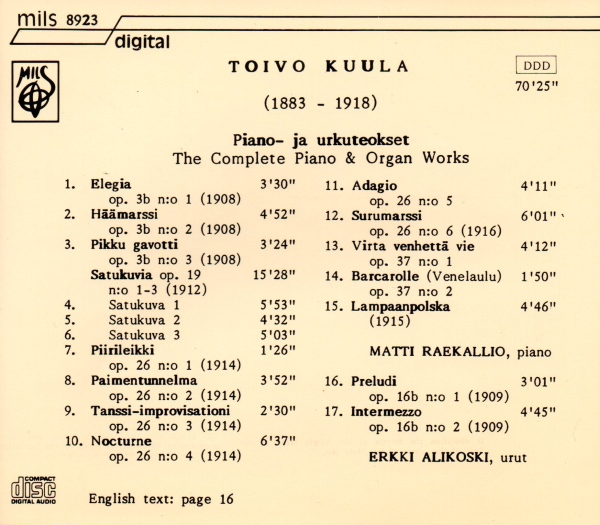 mils 8923
digital
MILS
TOIVO KUULA
DDD
70'25"
(1883 - 1918)
Piano- ja urkuteokset
The Complete Piano & Organ Works
1. Elegia 3'30"
op. 3b n:o 1 (1908)
2. Häämarssi 4'52"
op. 3b n:o 2 (1908)
3. Pikku gavotti 3'24"
op. 3b n:o 3 (1908)
Satukuvia op. 19 15'28"
n:o 1-3 (1912)
4. Satukuva 1 5'53"
5. Satukuva 2 4'32"
6. Satukuva 3 5'03"
7. Piirileikki 1'26"
op. 26 n:o 1 (1914)
8. Paimentunnelma 3'52"
op. 26 n:o 2 (1914)
9. Tanssi-improvisationi 2'30"
op. 26 n:o 3 (1914)
10. Nocturne 6'37"
op. 26 n:o 4 (1914)
11. Adagio 4'11"
op. 26 n:o 5
12. Surumarssi 6'01"
op. 26 n:o 6 (1916)
13. Virta venhettä vie 4'12"
op. 37 n:o 1
14. Barcarolle (Venelaulu) 1'50"
op. 37 n:o 2
15. Lampaanpolska 4'46"
(1915)
MATTI RAEKALLIO, piano
16. Preludi 3'01"
op. 16b n:o 1 (1909)
17. Intermezzo 4'45"
op. 16b n:o 2 (1909)
ERKKI ALIKOSKI, urut
COMPACT
disc
DIGITAL AUDIO
English text: page 16